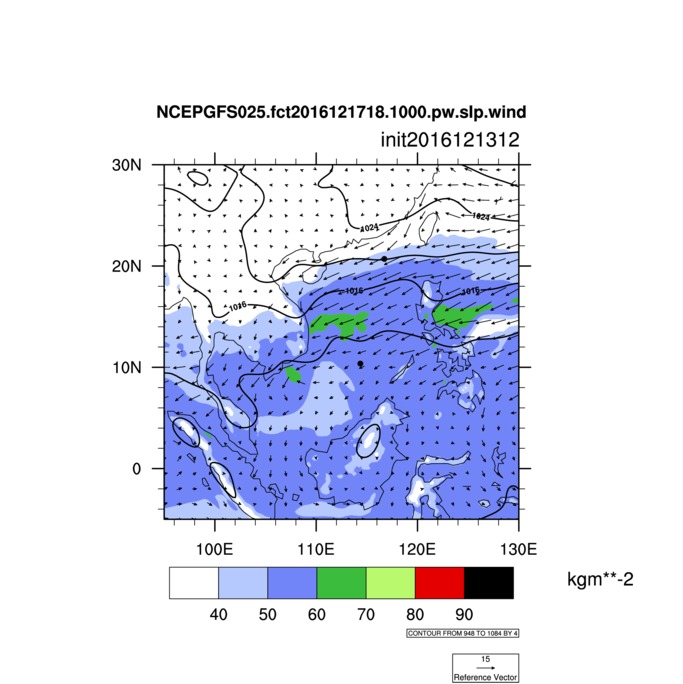 NCEPGFS025.fct2016121718.1000.pw.slp.wind
init2016121312
30N
20N
10N
0
1024
1024
1016
1016
1016
100E 110E 120E 130E
40 50 60 70 80 90
kgm**-2
CONTOUR FROM 948 TO 1084 BY 4
15
Reference Vector